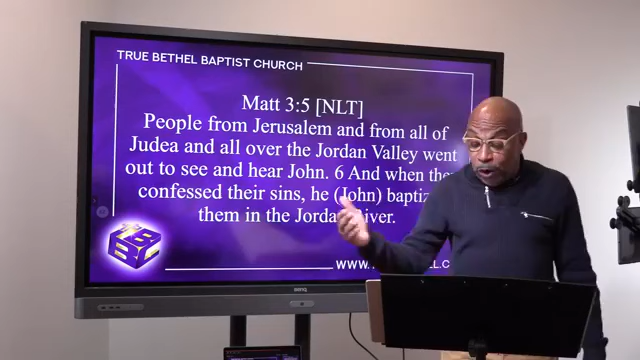 TRUE BETHEL BAPTIST CHURCH
Matt 3:5 [NLT]
People from Jerusalem and from all of
Judea and all over the Jordan Valley went
out to see and hear John. 6 And when
confessed their sins, he (John)
them in the River.
TBBC
BENQ